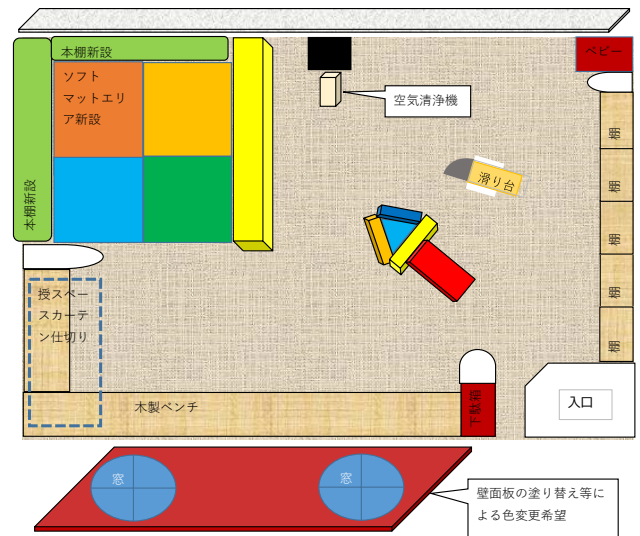 本棚新設
ベビー
ソフト
マットエリ
ア新設
空気清浄機
棚
滑り台
棚
本棚新設
棚
棚
授スペー
スカーテ
ン仕切り
棚
木製ベンチ
下駄箱
入口
窓
窓
壁面板の塗り替え等に
よる色変更希望